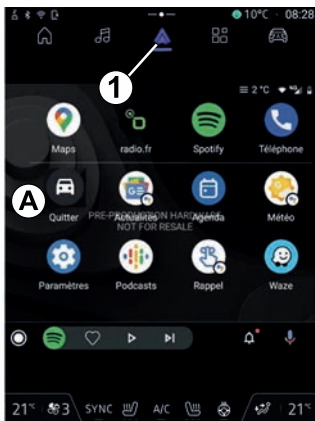 10°C 08:28
1
2°C
Maps radio.fr Spotify Téléphone
A
Quitter Actualités Agenda Météo
PRE-PRODUCTION HARDWARE
NOT FOR RESALE
Paramètres Podcasts Rappel Waze
21°C 3 SYNC A/C 21°C